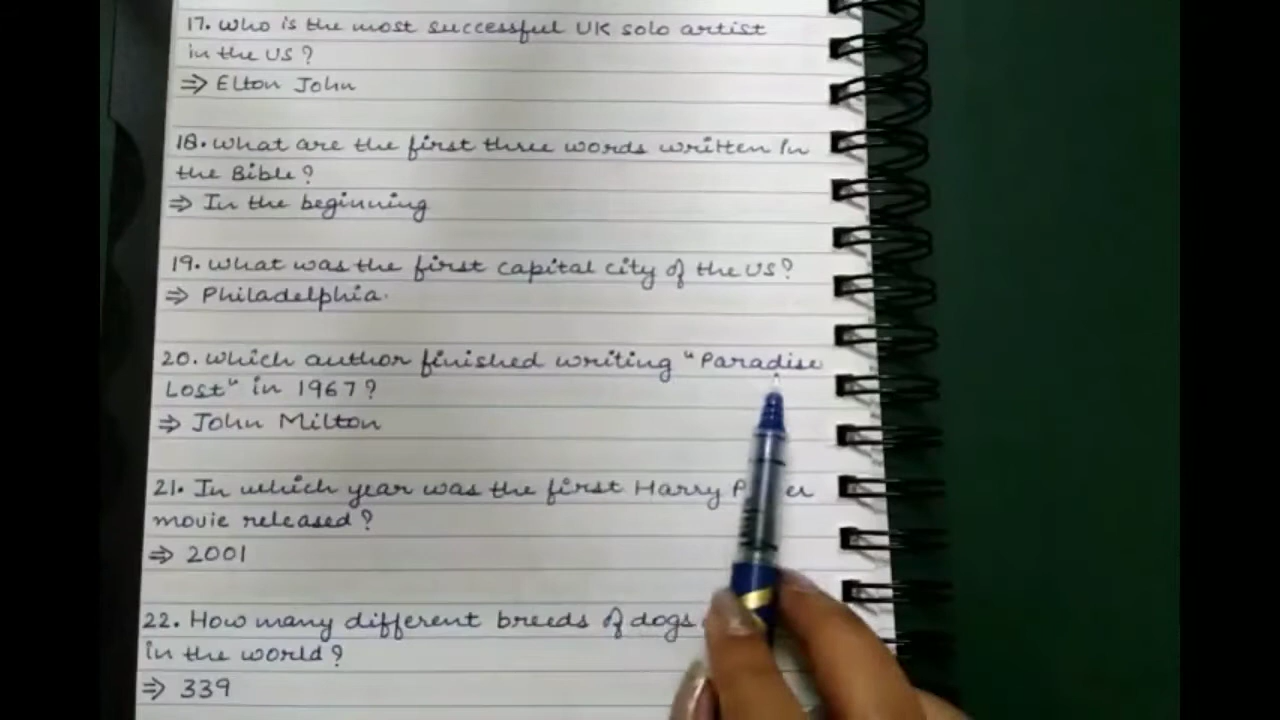 17. Who is the most successful UK solo artist
in the US?
⇒ Elton John
18. What are the first three words written in
the Bible?
⇒ In the beginning
19. What was the first capital city of the US?
⇒ Philadelphia.
20. Which author finished writing "Paradise
Lost" in 1967?
⇒ John Milton
21. In which year was the first Harry
movie released?
⇒ 2001
22. How many different breeds of dogs
in the world?
⇒ 339